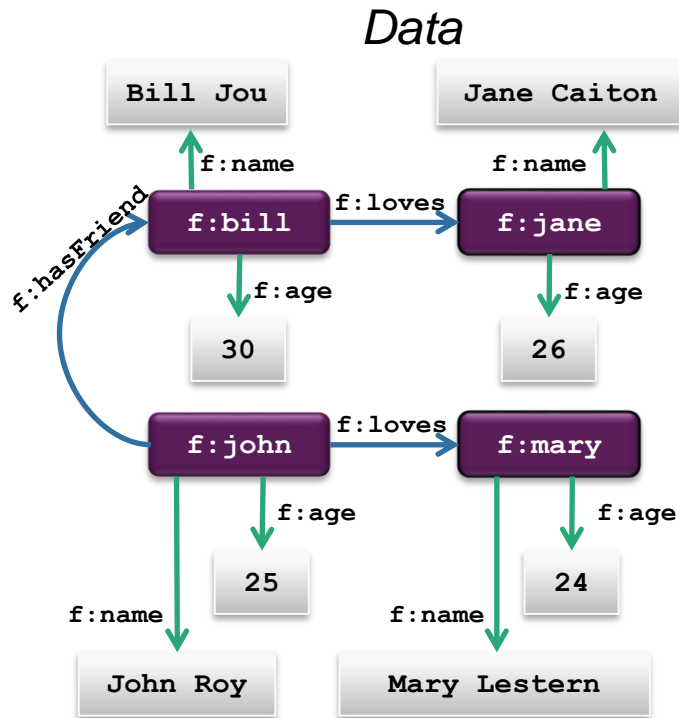 Data
Bill Jou
Jane Caiton
f:name
f:name
f:hasFriend
f:bill
f:loves
f:jane
f:age
f:age
30
26
f:john
f:loves
f:mary
f:age
f:age
25
24
f:name
f:name
John Roy
Mary Lestern